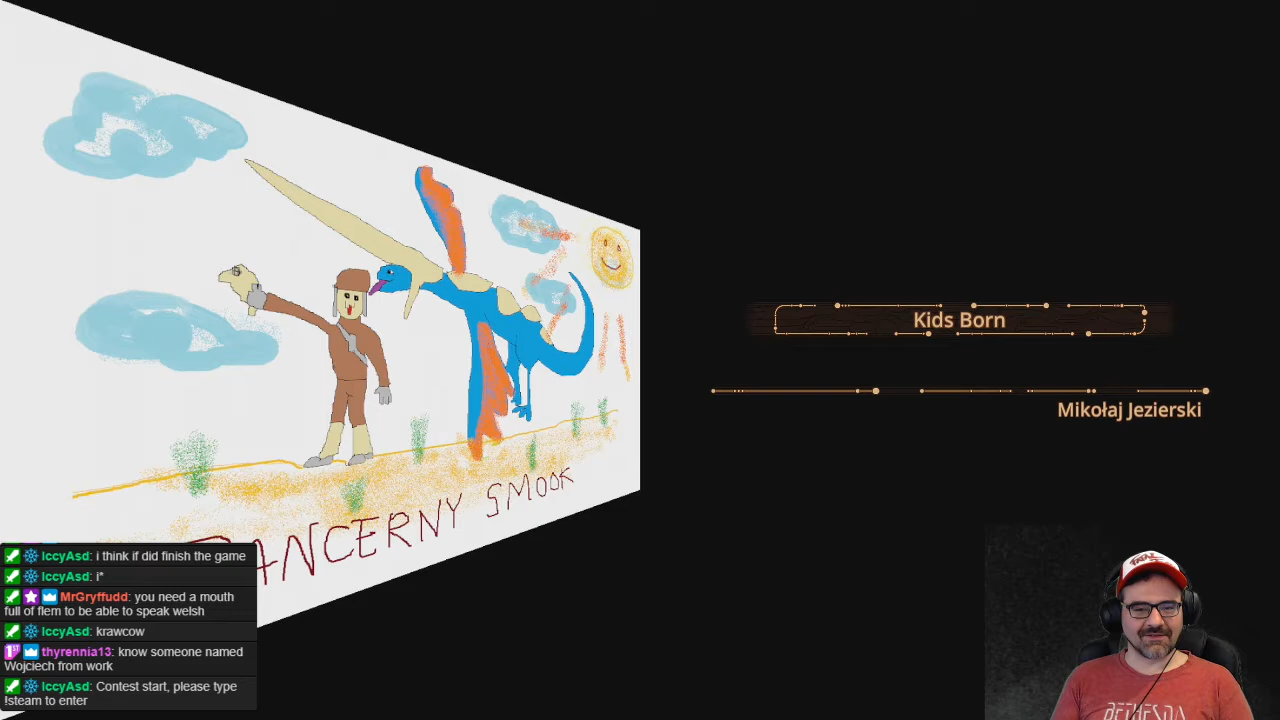 ANCERNY SMOOK
Kids Born
Mikołaj Jezierski
IccyAsd: i think if did finish the game
IccyAsd: i*
MrGryffudd: you need a mouth
full of flem to be able to speak welsh
IccyAsd: krawcow
thyrennia13: know someone named
Wojciech from work
IccyAsd: Contest start, please type
!steam to enter
BETHESDA